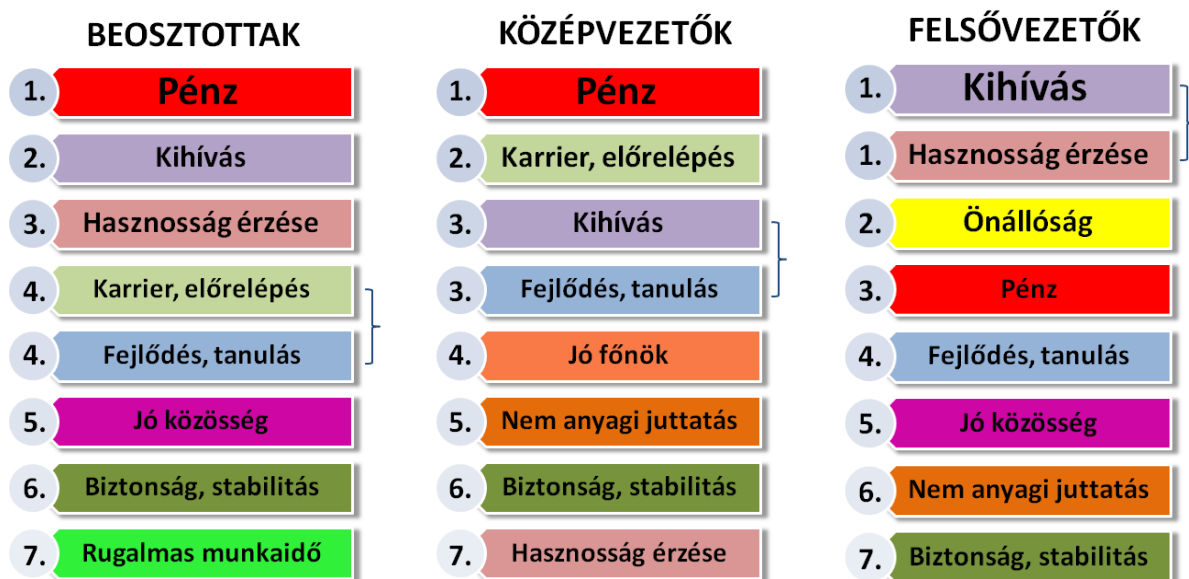 BEOSZTOTTAK
1. Pénz
2. Kihívás
3. Hasznosság érzése
4. Karrier, előrelépés
4. Fejlődés, tanulás
5. Jó közösség
6. Biztonság, stabilitás
7. Rugalmas munkaidő
KÖZÉPVEZETŐK
1. Pénz
2. Karrier, előrelépés
3. Kihívás
3. Fejlődés, tanulás
4. Jó főnök
5. Nem anyagi juttatás
6. Biztonság, stabilitás
7. Hasznosság érzése
FELSŐVEZETŐK
1. Kihívás
1. Hasznosság érzése
2. Önállóság
3. Pénz
4. Fejlődés, tanulás
5. Jó közösség
6. Nem anyagi juttatás
7. Biztonság, stabilitás